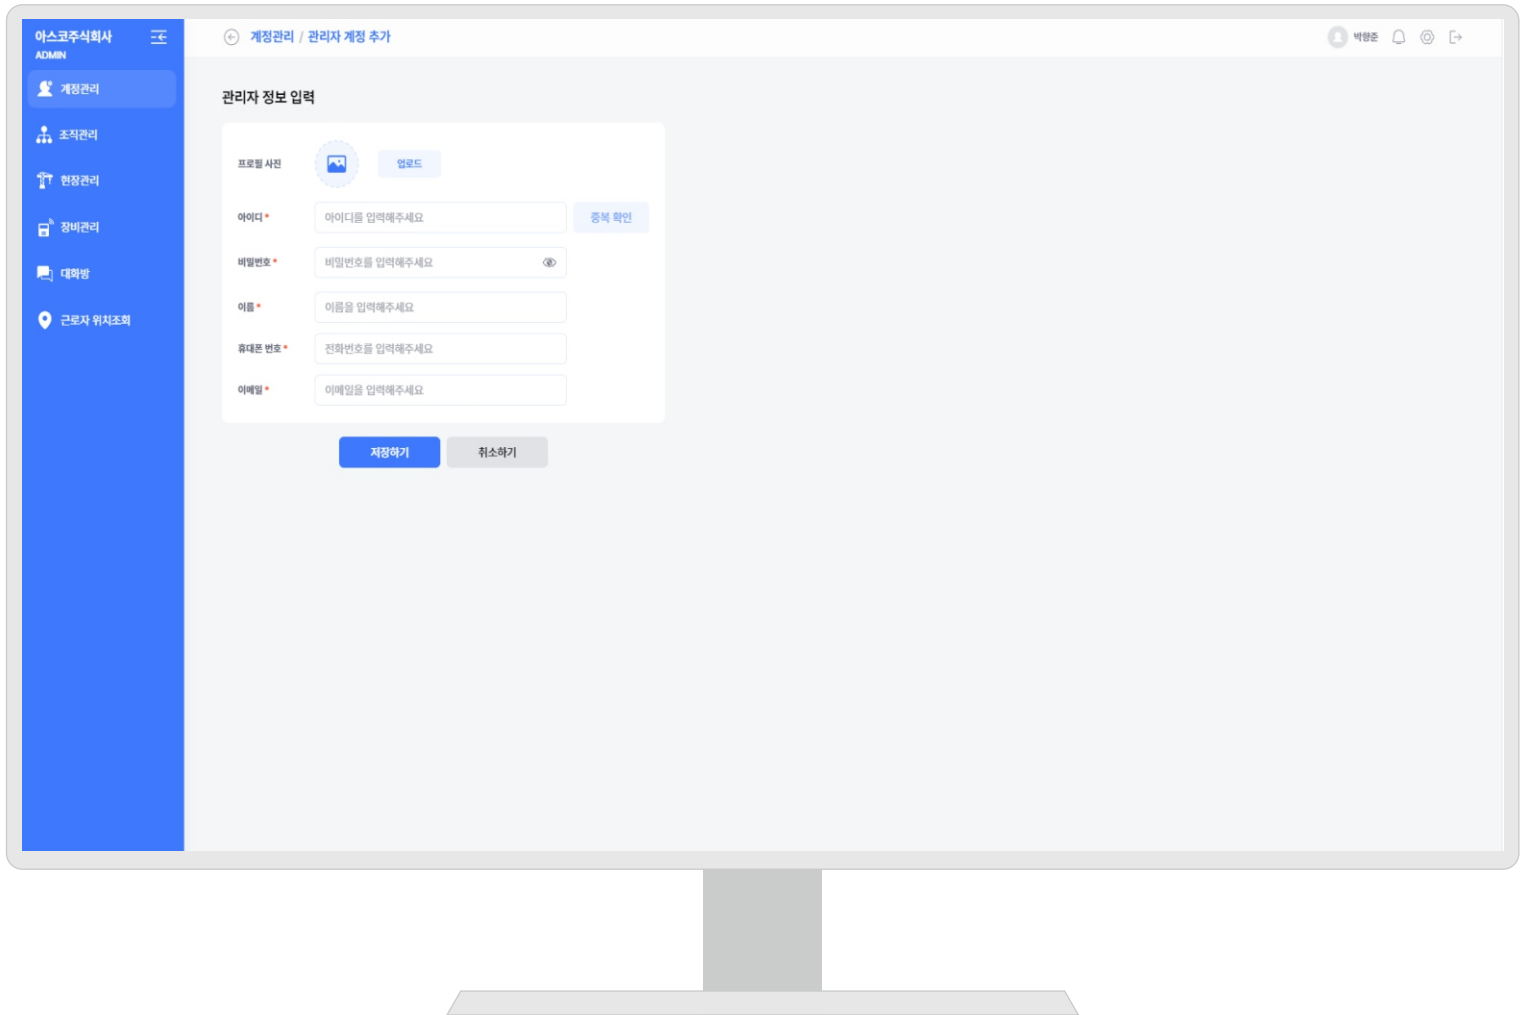 아스코주식회사
ADMIN
계정관리
조직관리
현장관리
장비관리
대화방
근로자 위치조회
계정관리 / 관리자 계정 추가
박향준
관리자 정보 입력
프로필 사진
업로드
아이디 *
아이디를 입력해주세요
중복 확인
비밀번호 *
비밀번호를 입력해주세요
이름 *
이름을 입력해주세요
휴대폰 번호 *
전화번호를 입력해주세요
이메일 *
이메일을 입력해주세요
저장하기
취소하기